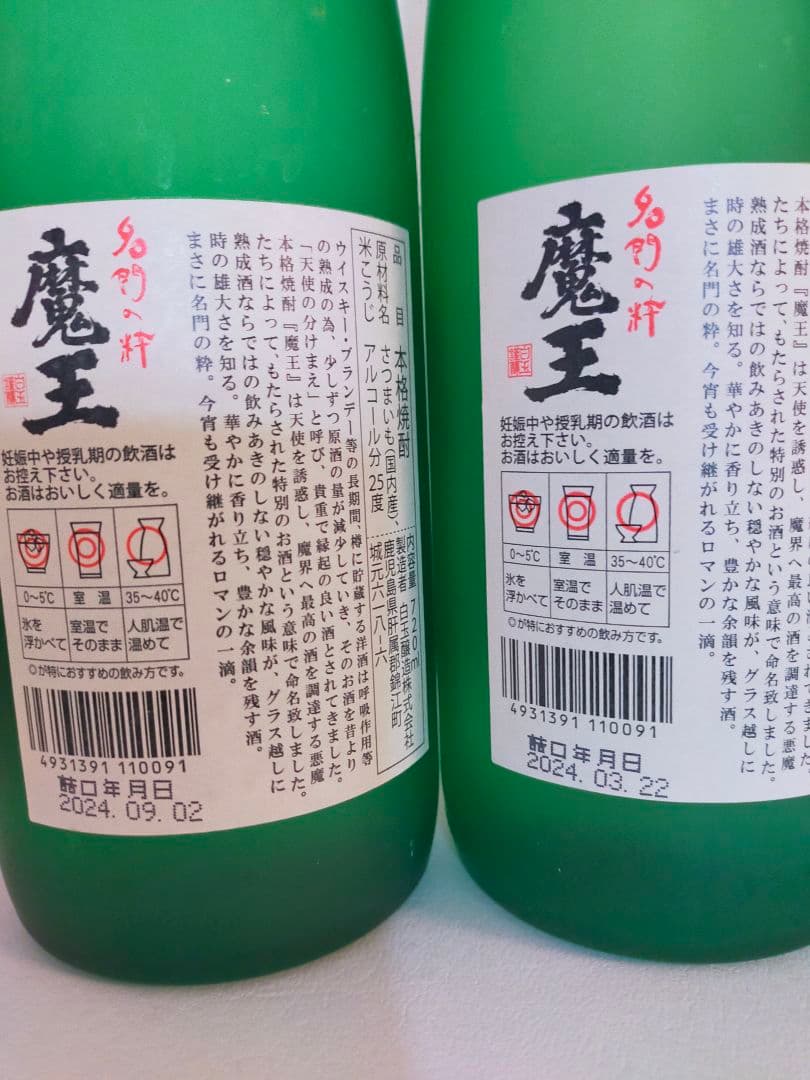 品目 本格焼酎
原材料名 さつまいも(国内産)、
米こうじ アルコール分 25度
内容量 720ml
製造者 白玉醸造株式会社
鹿児島県肝属郡錦江町
城元六一八-六
ウイスキー・ブランデー等の長期間、樽に貯蔵する洋酒は呼吸作用等
の熟成の為、少しずつ原酒の量が減少していき、そのお酒を昔より
「天使の分けまえ」と呼び、貴重で縁起の良い酒とされてきました。
本格焼酎『魔王』は天使を誘惑し、魔界へ最高の酒を調達する悪魔
たちによって、もたらされた特別のお酒という意味で命名致しました。
熟成酒ならではの飲みあきのしない穏やかな風味が、グラス越しに
時の雄大さを知る。華やかに香り立ち、豊かな余韻を残す酒。
まさに名門の粋。今宵も受け継がれるロマンの一滴。
名門の粋
魔王
妊娠中や授乳期の飲酒は
お控え下さい。
お酒はおいしく適量を。
0~5℃ 室温 35~40℃
氷を浮かべて 室温でそのまま 人肌温で温めて
◎が特におすすめの飲み方です。
4931391 110091
詰口年月日
2024. 09. 02
本格焼酎『魔王』は天使を誘惑し、魔界へ最高の酒を調達する悪魔
たちによって、もたらされた特別のお酒という意味で命名致しました。
熟成酒ならではの飲みあきのしない穏やかな風味が、グラス越しに
時の雄大さを知る。華やかに香り立ち、豊かな余韻を残す酒。
まさに名門の粋。今宵も受け継がれるロマンの一滴。
名門の粋
魔王
妊娠中や授乳期の飲酒は
お控え下さい。
お酒はおいしく適量を。
0~5℃ 室温 35~40℃
氷を浮かべて 室温でそのまま 人肌温で温めて
◎が特におすすめの飲み方です。
4931391 110091
詰口年月日
2024. 03. 22